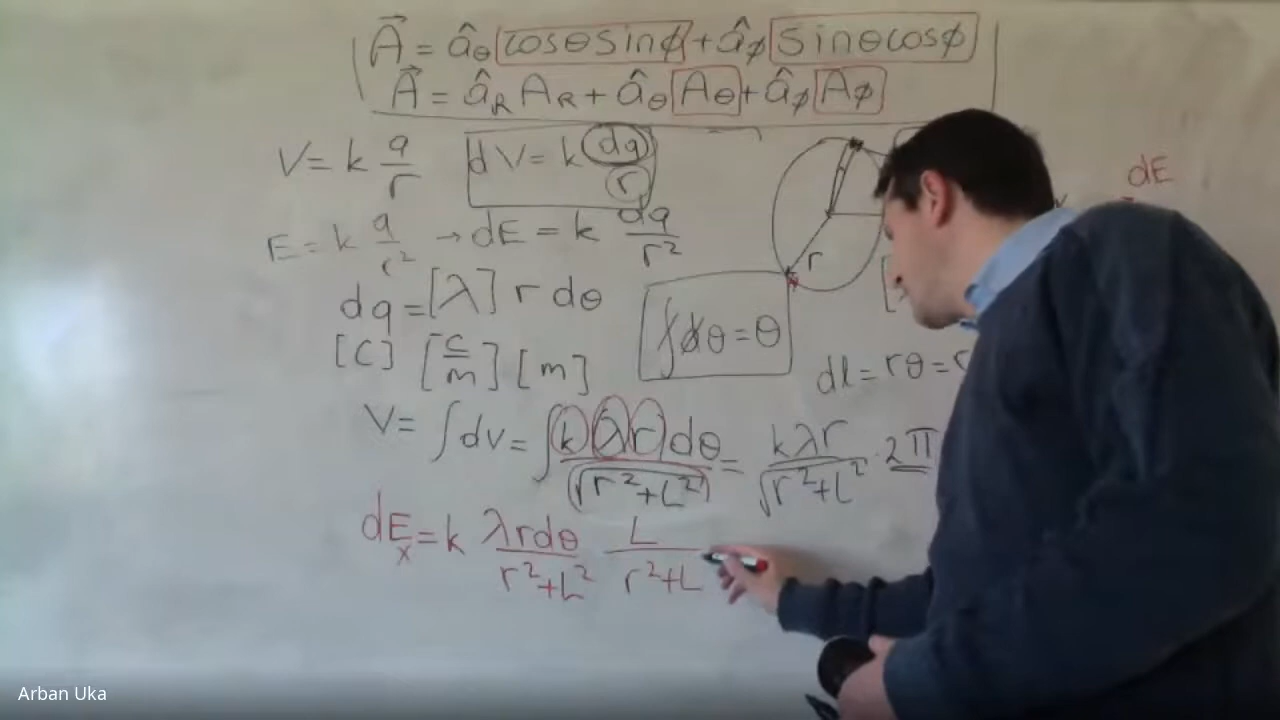 A⃗ = â_θ cosθ sinϕ + â_ϕ sinθ cosϕ
A⃗ = â_R A_R + â_θ A_θ + â_ϕ A_ϕ
V = k q/r dV = k dq/r
dE
E = k q/r² → dE = k dq/r²
r
dq = [λ] r dθ
∫dθ = θ
[C] [C/m] [m]
dl = rθ =
V = ∫dV = ∫ k λ r dθ / √(r²+L²) = kλr / √(r²+L²) · 2π
dE_x = k λrdθ / r²+L² L / r²+L
Arban Uka